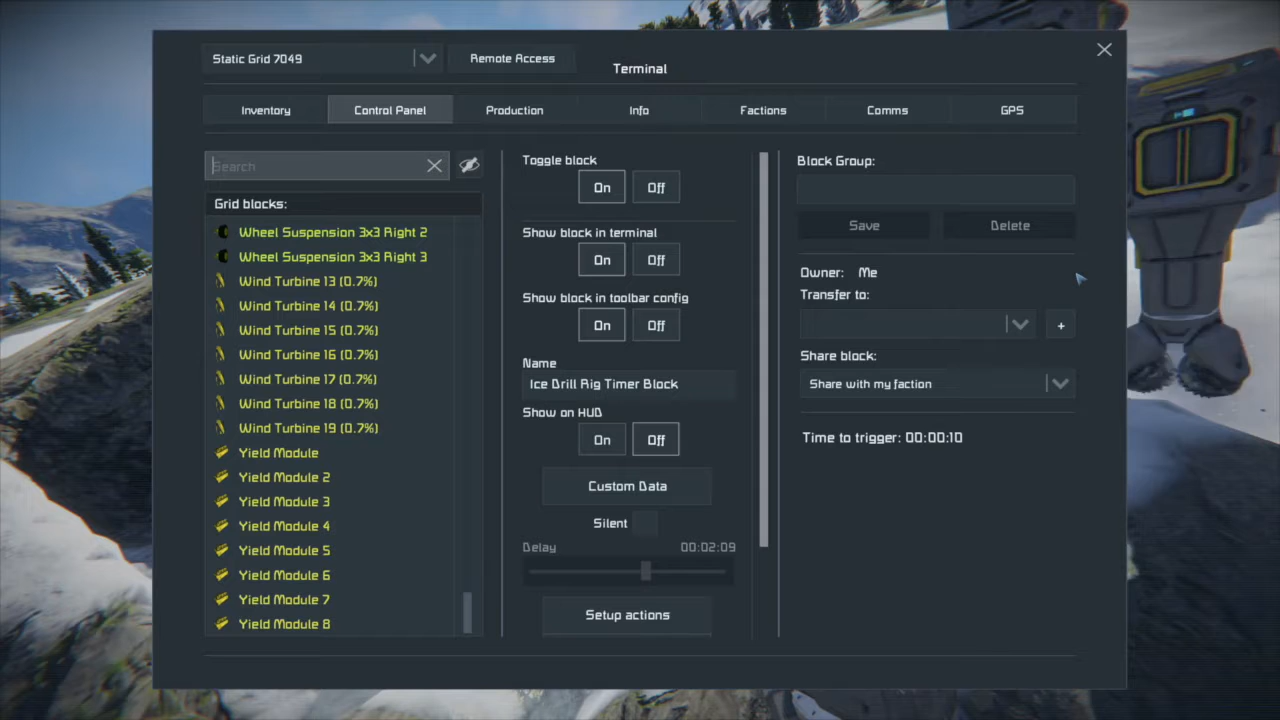 Static Grid 7049
Remote Access
Terminal
Inventory
Control Panel
Production
Info
Factions
Comms
GPS
Search
Grid blocks:
Wheel Suspension 3x3 Right 2
Wheel Suspension 3x3 Right 3
Wind Turbine 13 (0.7%)
Wind Turbine 14 (0.7%)
Wind Turbine 15 (0.7%)
Wind Turbine 16 (0.7%)
Wind Turbine 17 (0.7%)
Wind Turbine 18 (0.7%)
Wind Turbine 19 (0.7%)
Yield Module
Yield Module 2
Yield Module 3
Yield Module 4
Yield Module 5
Yield Module 6
Yield Module 7
Yield Module 8
Toggle block
On Off
Show block in terminal
On Off
Show block in toolbar config
On Off
Name
Ice Drill Rig Timer Block
Show on HUD
On Off
Custom Data
Silent
Delay 00:02:09
Setup actions
Block Group:
Save Delete
Owner: Me
Transfer to:
+
Share block:
Share with my faction
Time to trigger: 00:00:10